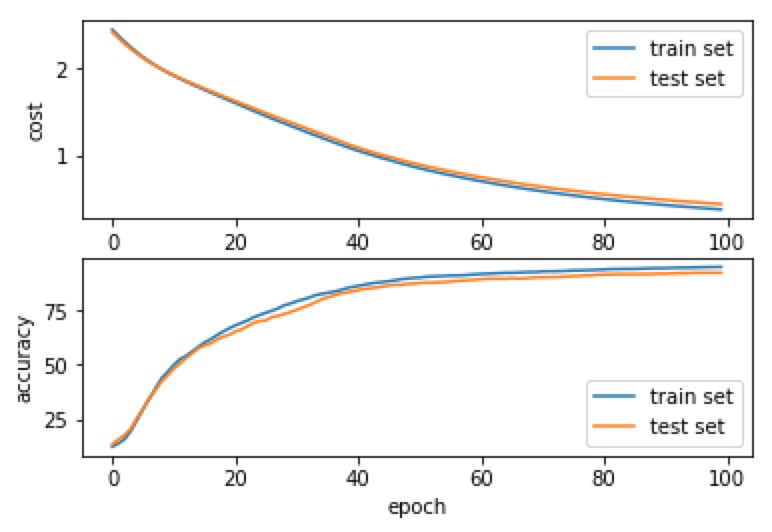 train set
test set
2
1
cost
0 20 40 60 80 100
75
50
25
accuracy
train set
test set
0 20 40 60 80 100
epoch